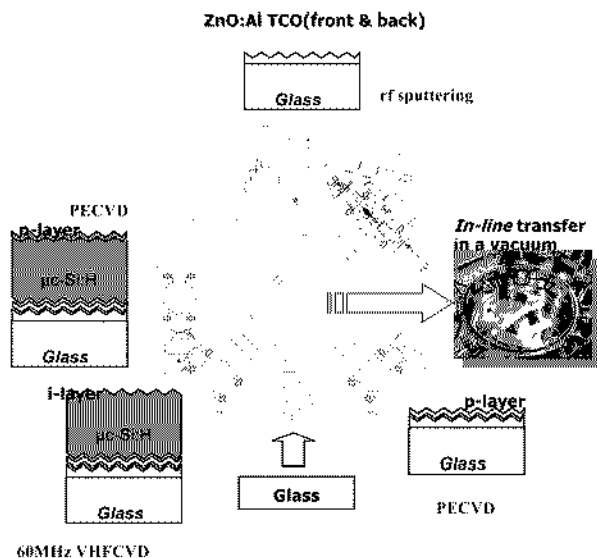 ZnO:Al TCO(front & back)
Glass
rf sputtering
PECVD
n-layer
µc-Si:H
Glass
In-line transfer
in a vacuum
i-layer
µc-Si:H
Glass
60MHz VHFCVD
Glass
p-layer
Glass
PECVD